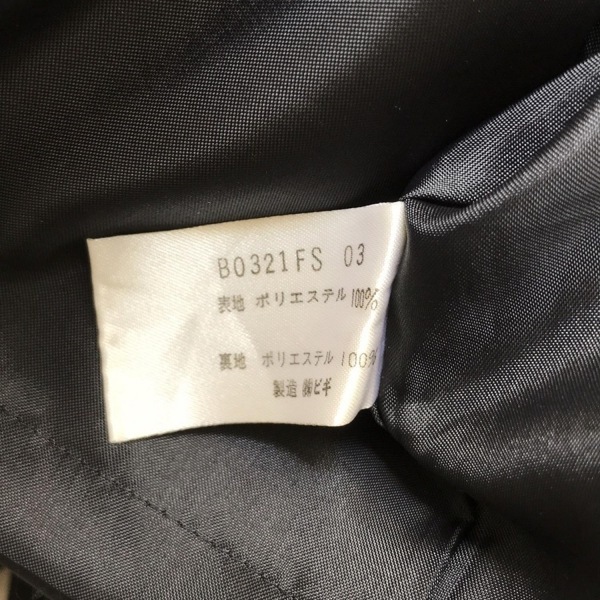 B0321FS 03
表地 ポリエステル 100%
裏地 ポリエステル 100%
製造 ㈱ビギ